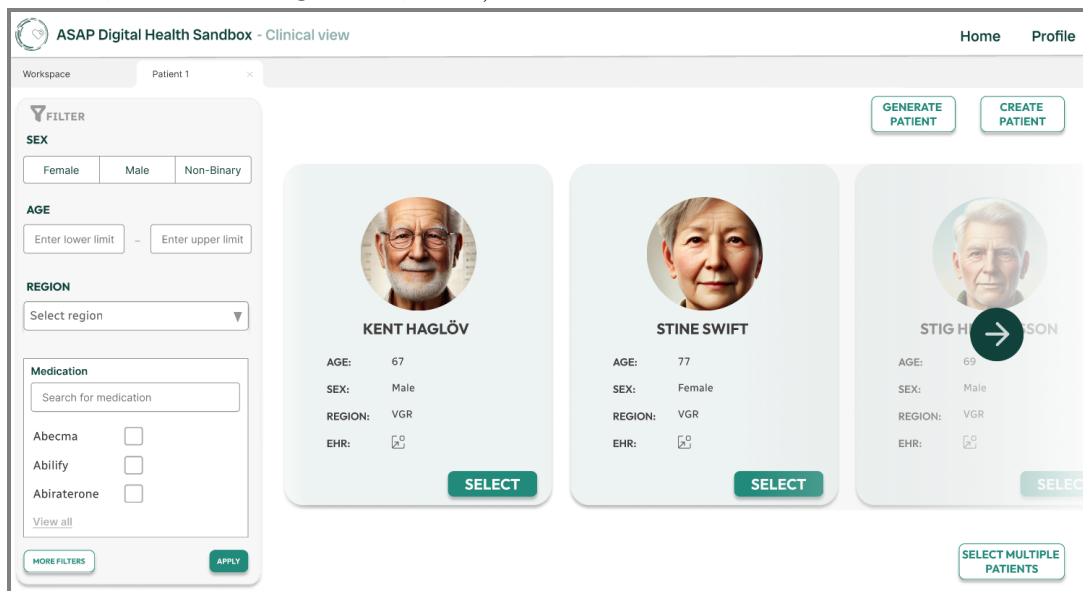 ASAP Digital Health Sandbox - Clinical view
Home Profile
Workspace Patient 1 ×
FILTER
SEX
Female Male Non-Binary
AGE
Enter lower limit – Enter upper limit
REGION
Select region
Medication
Search for medication
Abecma
Abilify
Abiraterone
View all
MORE FILTERS APPLY
GENERATE
PATIENT
CREATE
PATIENT
KENT HAGLÖV
AGE: 67
SEX: Male
REGION: VGR
EHR:
SELECT
STINE SWIFT
AGE: 77
SEX: Female
REGION: VGR
EHR:
SELECT
STIG
AGE: 69
SEX: Male
REGION: VGR
EHR:
SELEC
SELECT MULTIPLE
PATIENTS